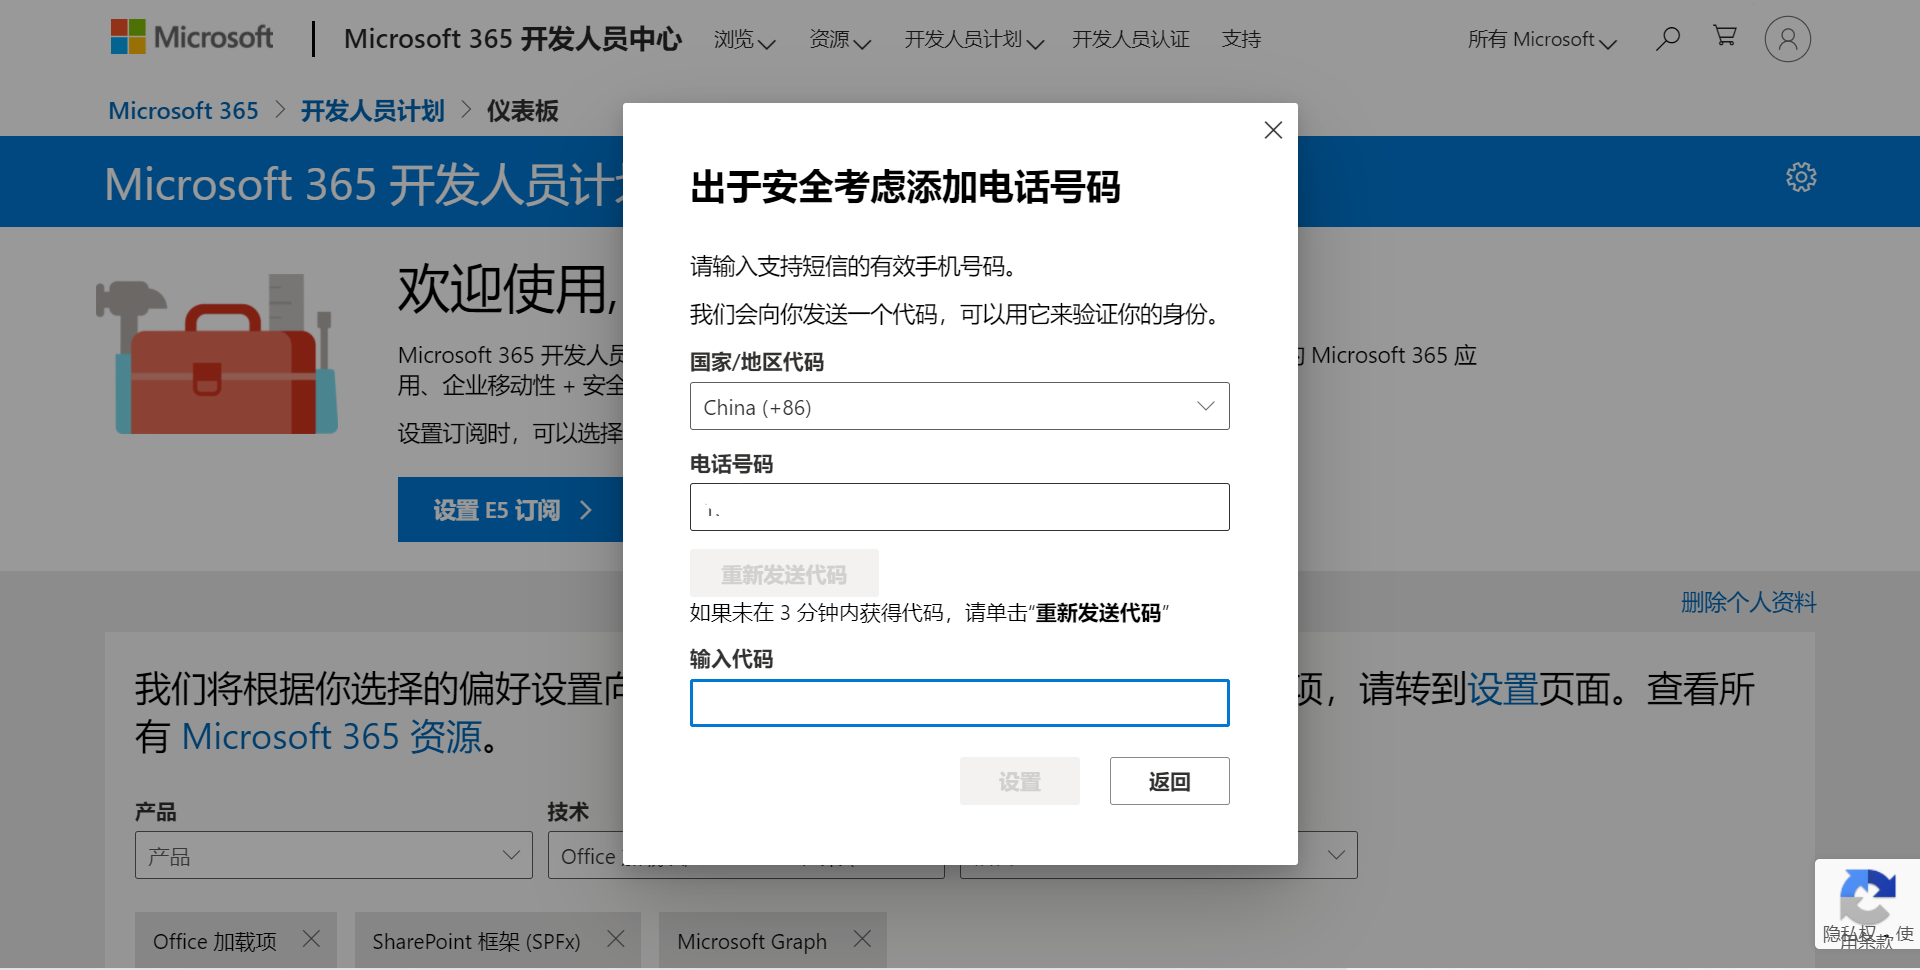 Microsoft
Microsoft 365 开发人员中心
浏览
资源
开发人员计划
开发人员认证
支持
所有 Microsoft
Microsoft 365 > 开发人员计划 > 仪表板
Microsoft 365 开发人员计
欢迎使用,
Microsoft 365 开发人员
Microsoft 365 应
用、企业移动性 + 安全
设置订阅时，可以选择
设置 E5 订阅
删除个人资料
我们将根据你选择的偏好设置向
项，请转到设置页面。查看所
有 Microsoft 365 资源。
产品
技术
产品
Office
Office 加载项
SharePoint 框架 (SPFx)
Microsoft Graph
出于安全考虑添加电话号码
请输入支持短信的有效手机号码。
我们会向你发送一个代码，可以用它来验证你的身份。
国家/地区代码
China (+86)
电话号码
重新发送代码
如果未在 3 分钟内获得代码，请单击“重新发送代码”
输入代码
设置
返回
隐私权 - 使
用条款